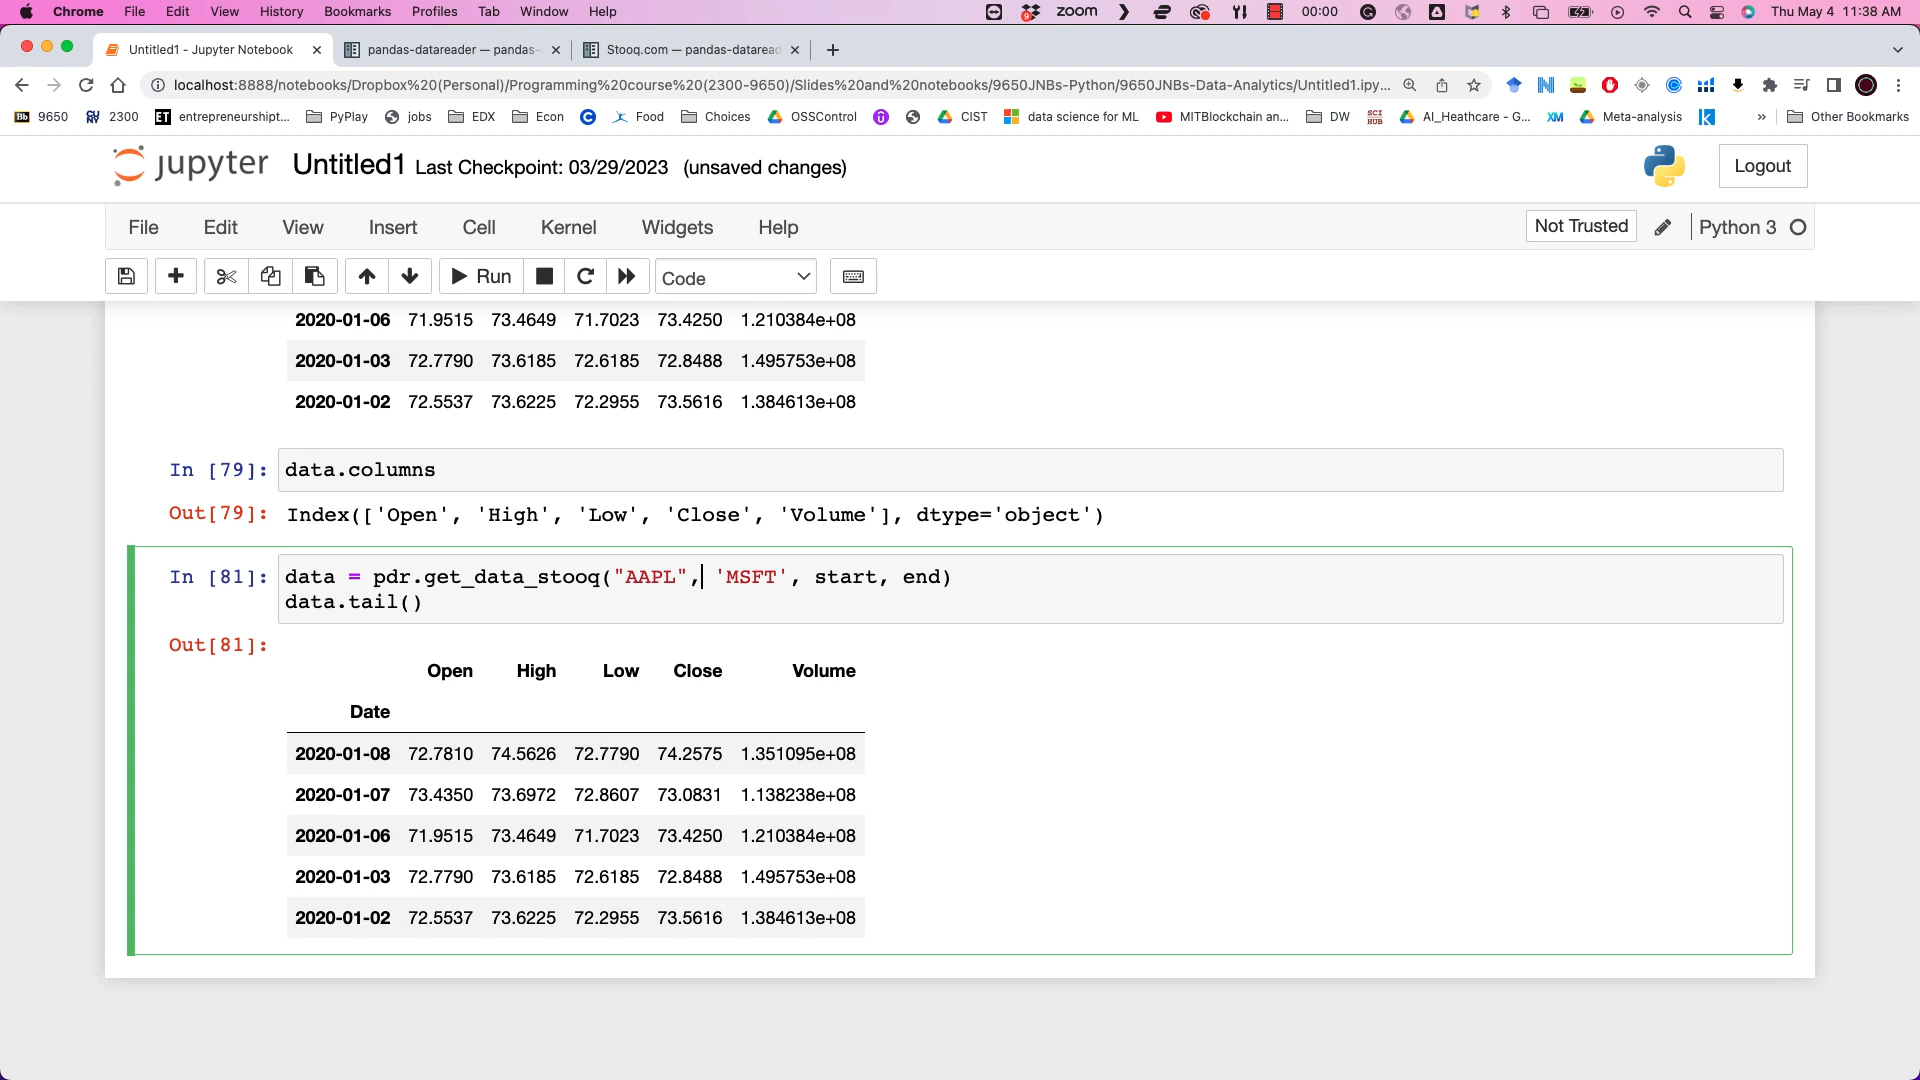 Chrome File Edit View History Bookmarks Profiles Tab Window Help zoom 00:00 Thu May 4 11:38 AM
Untitled1 - Jupyter Notebook pandas-datareader — pandas- Stooq.com — pandas-dataread
localhost:8888/notebooks/Dropbox%20(Personal)/Programming%20course%20(2300-9650)/Slides%20and%20notebooks/9650JNBs-Python/9650JNBs-Data-Analytics/Untitled1.ipy...
Bb 9650 2300 ET entrepreneurshipt... PyPlay jobs EDX Econ Food Choices OSSControl CIST data science for ML MITBlockchain an... DW SCI HUB AI_Heathcare - G... XM Meta-analysis » Other Bookmarks
jupyter Untitled1 Last Checkpoint: 03/29/2023 (unsaved changes) Logout
File Edit View Insert Cell Kernel Widgets Help Not Trusted Python 3
Run Code
2020-01-06 71.9515 73.4649 71.7023 73.4250 1.210384e+08
2020-01-03 72.7790 73.6185 72.6185 72.8488 1.495753e+08
2020-01-02 72.5537 73.6225 72.2955 73.5616 1.384613e+08
In [79]: data.columns
Out[79]: Index(['Open', 'High', 'Low', 'Close', 'Volume'], dtype='object')
In [81]: data = pdr.get_data_stooq("AAPL", 'MSFT', start, end)
data.tail()
Out[81]:
Open High Low Close Volume
Date
2020-01-08 72.7810 74.5626 72.7790 74.2575 1.351095e+08
2020-01-07 73.4350 73.6972 72.8607 73.0831 1.138238e+08
2020-01-06 71.9515 73.4649 71.7023 73.4250 1.210384e+08
2020-01-03 72.7790 73.6185 72.6185 72.8488 1.495753e+08
2020-01-02 72.5537 73.6225 72.2955 73.5616 1.384613e+08